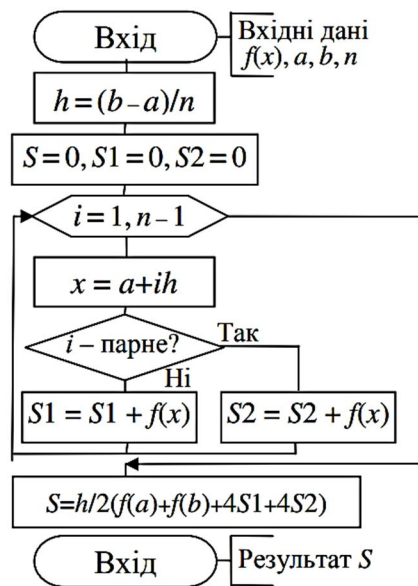 Вхід
Вхідні дані
f(x), a, b, n
h = (b – a)/n
S = 0, S1 = 0, S2 = 0
i = 1, n – 1
x = a+ih
i – парне?
Так
Ні
S1 = S1 + f(x)
S2 = S2 + f(x)
S=h/2(f(a)+f(b)+4S1+4S2)
Вхід
Результат S